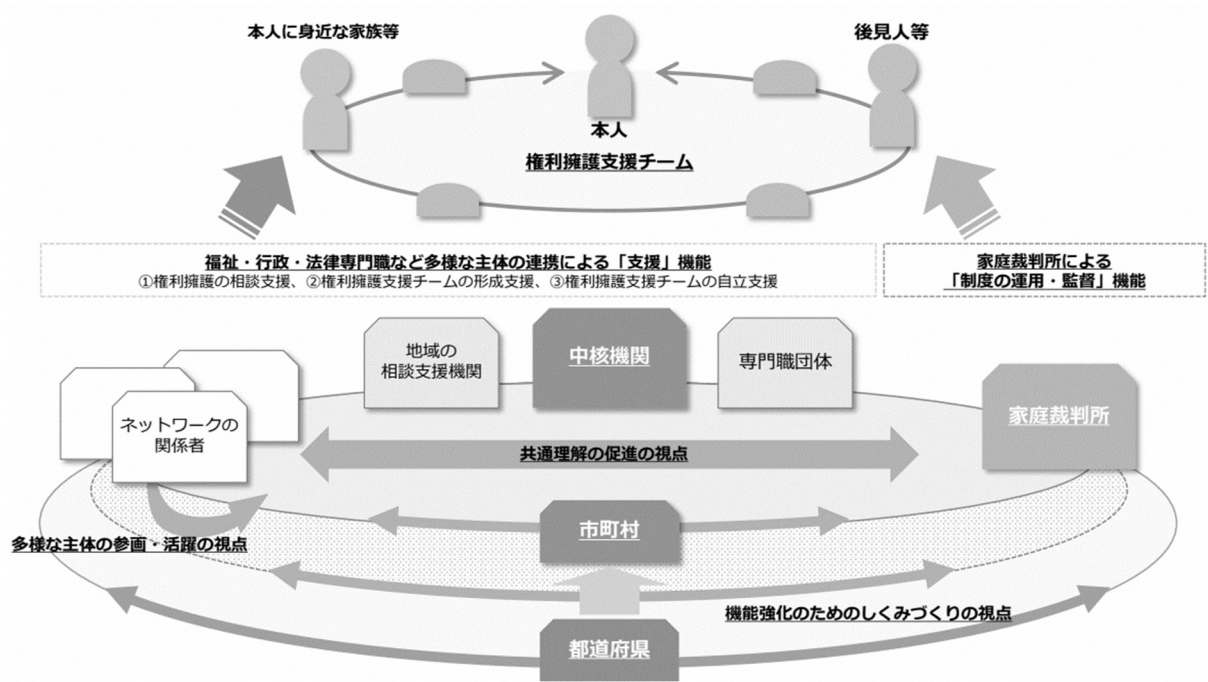 本人に身近な家族等
後見人等
本人
権利擁護支援チーム
福祉・行政・法律専門職など多様な主体の連携による「支援」機能
①権利擁護の相談支援、②権利擁護支援チームの形成支援、③権利擁護支援チームの自立支援
家庭裁判所による
「制度の運用・監督」機能
地域の
相談支援機関
中核機関
専門職団体
ネットワークの
関係者
家庭裁判所
共通理解の促進の視点
市町村
多様な主体の参画・活躍の視点
機能強化のためのしくみづくりの視点
都道府県